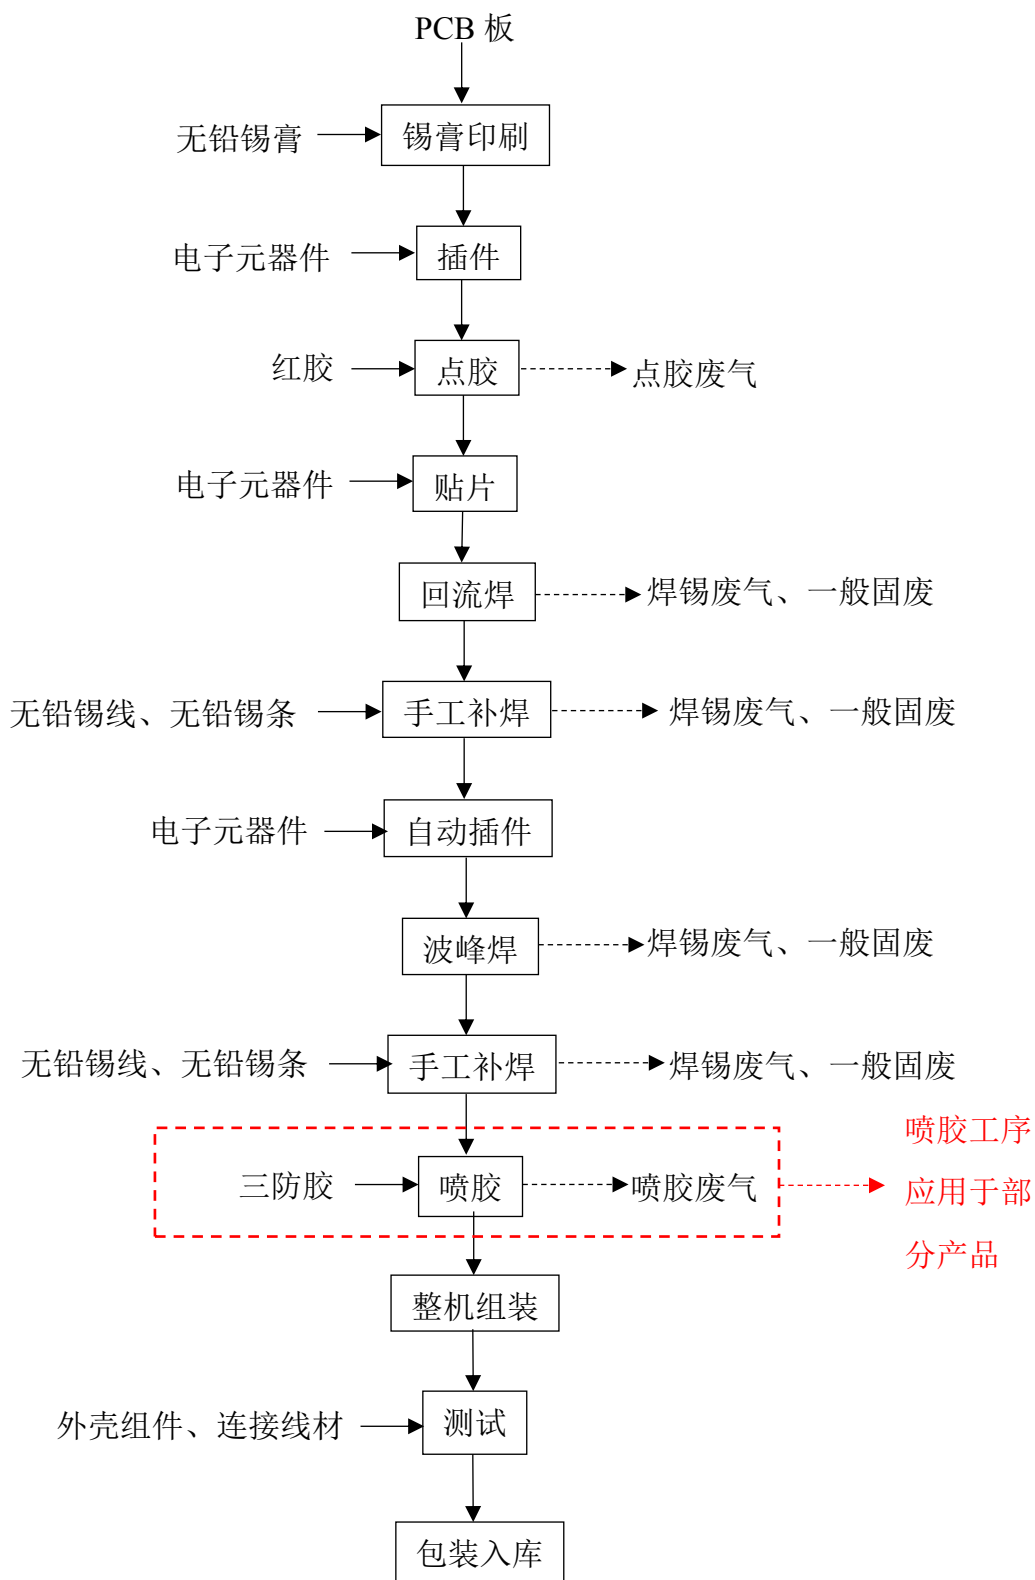 PCB 板
无铅锡膏
锡膏印刷
电子元器件
插件
红胶
点胶
点胶废气
电子元器件
贴片
回流焊
焊锡废气、一般固废
无铅锡线、无铅锡条
手工补焊
焊锡废气、一般固废
电子元器件
自动插件
波峰焊
焊锡废气、一般固废
无铅锡线、无铅锡条
手工补焊
焊锡废气、一般固废
三防胶
喷胶
喷胶废气
喷胶工序
应用于部
分产品
整机组装
外壳组件、连接线材
测试
包装入库